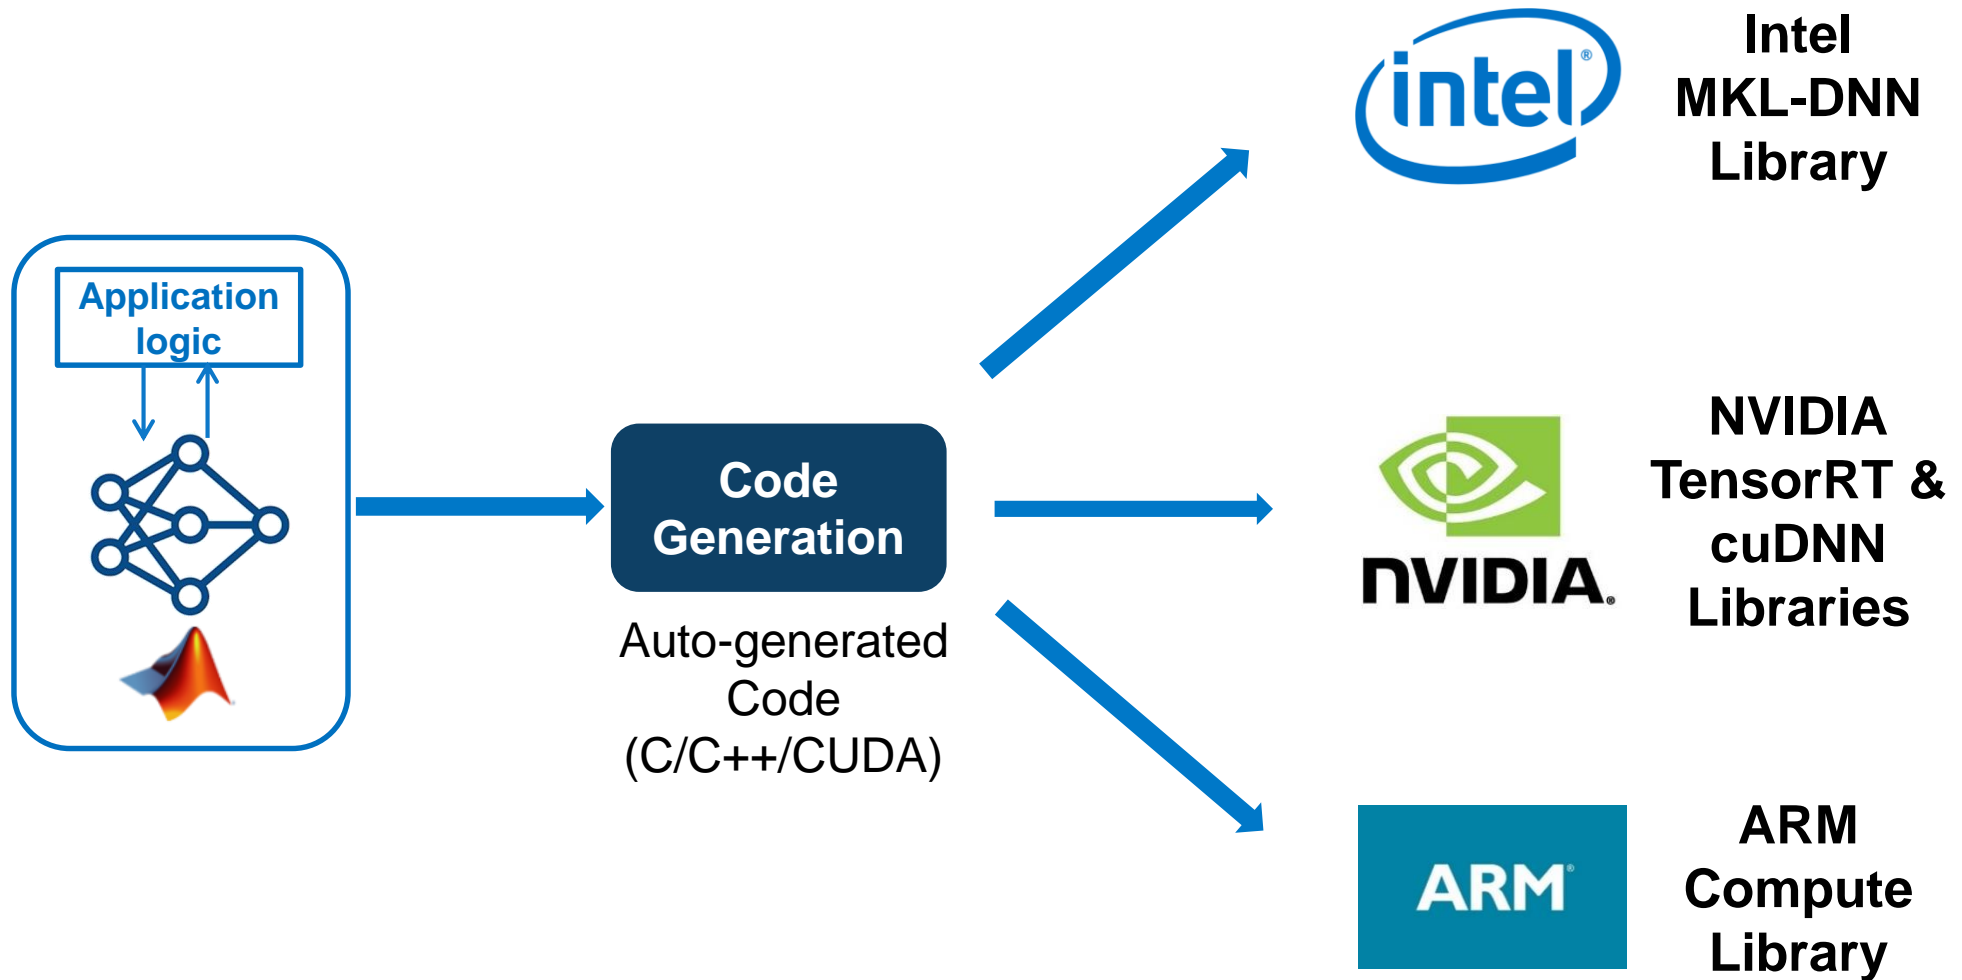 Application
logic
Code
Generation
Auto-generated
Code
(C/C++/CUDA)
intel®
Intel
MKL-DNN
Library
NVIDIA.®
NVIDIA
TensorRT &
cuDNN
Libraries
ARM®
ARM
Compute
Library